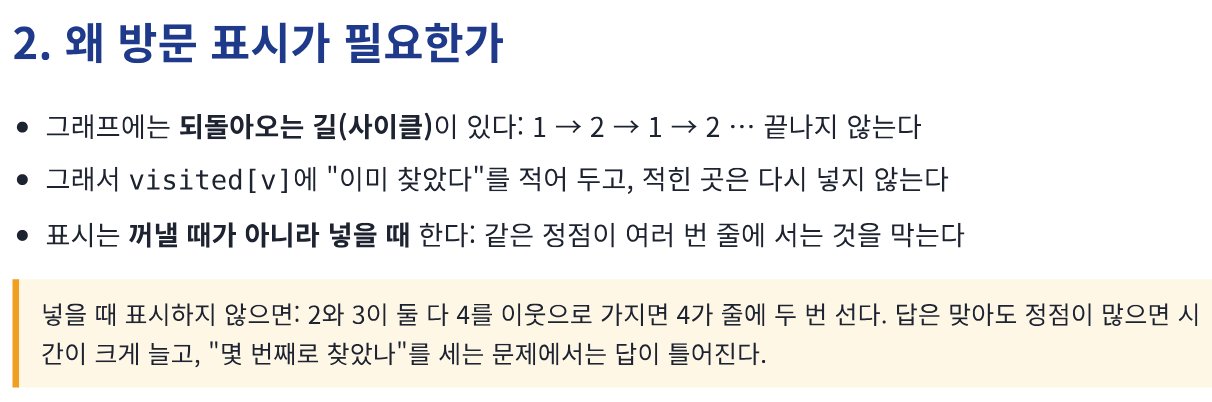 2. 왜 방문 표시가 필요한가
• 그래프에는 되돌아오는 길(사이클)이 있다: 1 → 2 → 1 → 2 ⋯ 끝나지 않는다
• 그래서 visited[v]에 "이미 찾았다"를 적어 두고, 적힌 곳은 다시 넣지 않는다
• 표시는 꺼낼 때가 아니라 넣을 때 한다: 같은 정점이 여러 번 줄에 서는 것을 막는다
넣을 때 표시하지 않으면: 2와 3이 둘 다 4를 이웃으로 가지면 4가 줄에 두 번 선다. 답은 맞아도 정점이 많으면 시
간이 크게 늘고, "몇 번째로 찾았나"를 세는 문제에서는 답이 틀어진다.